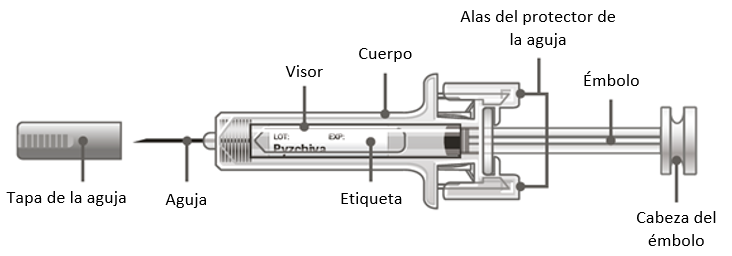 Alas del protector de
la aguja
Cuerpo
Visor
Émbolo
LOT: EXP:
Pyzchiva
Tapa de la aguja
Aguja
Etiqueta
Cabeza del
émbolo